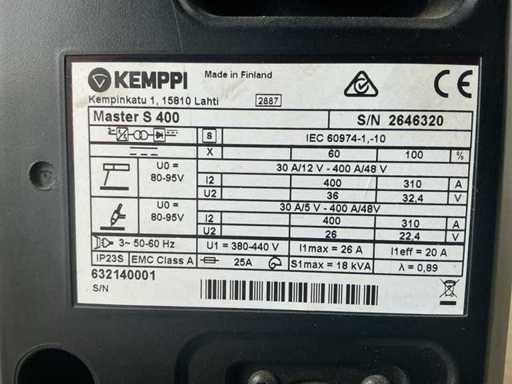 KEMPPI
Made in Finland
CE
Kempinkatu 1, 15810 Lahti 2887
Master S 400 S/N 2646320
S IEC 60974-1,-10
X 60 100 %
U0 = 80-95V 30 A/12 V - 400 A/48 V
I2 400 310 A
U2 36 32,4 V
U0 = 80-95V 30 A/5 V - 400 A/48V
I2 400 310 A
U2 26 22,4 V
3~ 50-60 Hz U1 = 380-440 V I1max = 26 A I1eff = 20 A
IP23S EMC Class A 25A S1max = 18 kVA λ = 0,89
632140001
S/N